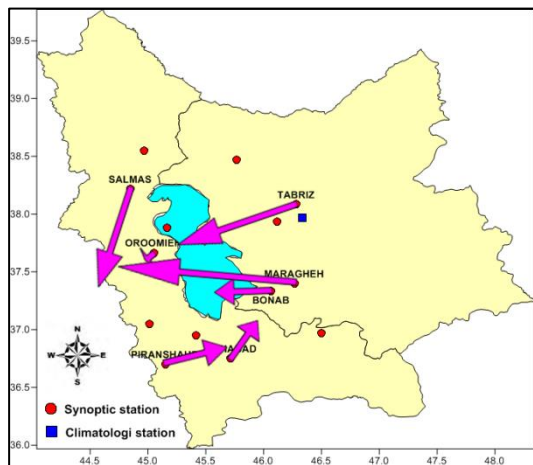 39.5
39.0
38.5
SALMAS
TABRIZ
38.0
OROOMIEH
37.5
MARAGHEH
BONAB
37.0
N
W E
S
36.5
Synoptic station
Climatologi station
36.0
44.5 45.0 45.5 46.0 46.5 47.0 47.5 48.0